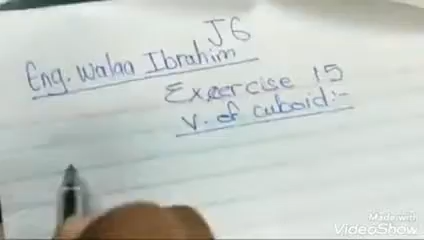 J6
Eng. Walaa Ibrahim
Exercise 15
V. of cuboid:-
Made with
VideoShow